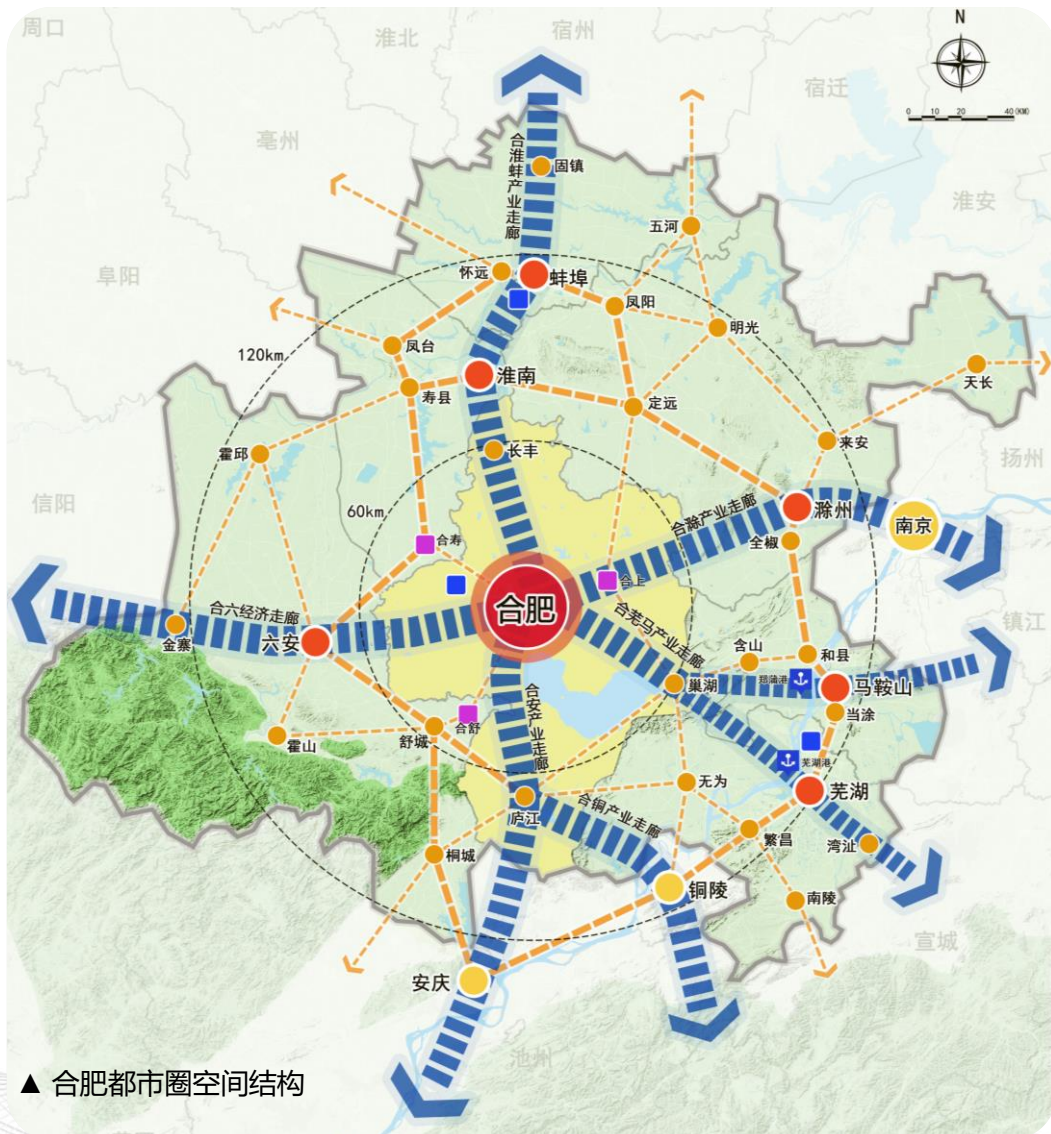 周口
淮北
宿州
N
宿迁
0 10 20 40(KM)
亳州
合淮蚌产业走廊
固镇
淮安
五河
阜阳
怀远
蚌埠
凤阳
明光
120km
凤台
淮南
天长
寿县
定远
来安
霍邱
长丰
扬州
信阳
60km
合滁产业走廊
滁州
南京
合寿
全椒
合上
合肥
合六经济走廊
合芜马产业走廊
镇江
金寨
六安
含山
和县
巢湖
郑蒲港
马鞍山
合安产业走廊
当涂
合舒
舒城
霍山
芜湖港
无为
芜湖
庐江
合铜产业走廊
繁昌
湾沚
桐城
铜陵
南陵
宣城
安庆
池州
▲ 合肥都市圈空间结构